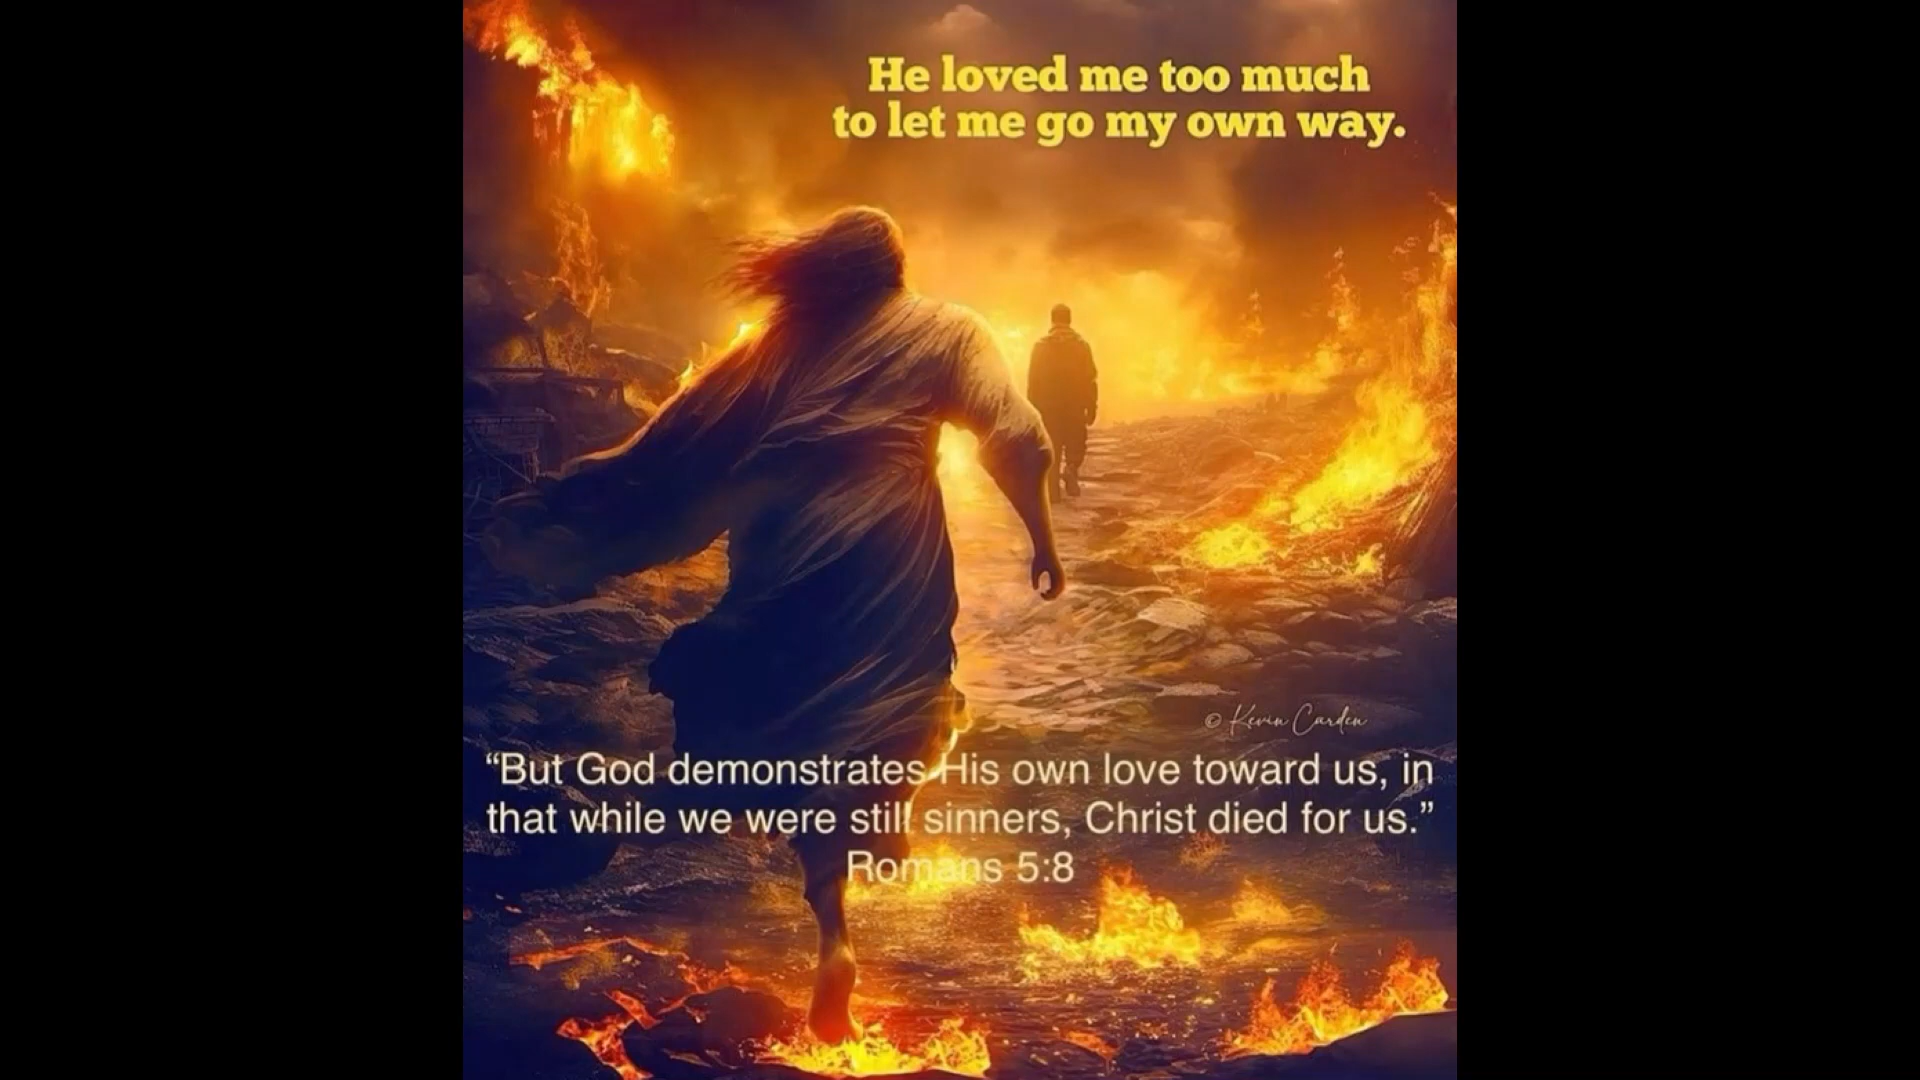 He loved me too much
to let me go my own way.
© Kevin Carden
“But God demonstrates His own love toward us, in
that while we were still sinners, Christ died for us.”
Romans 5:8